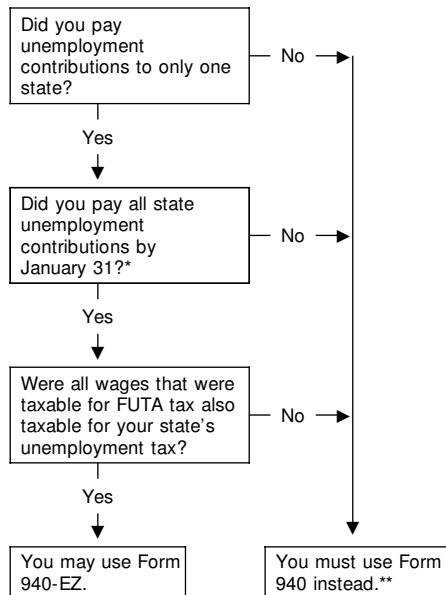 Did you pay
unemployment
contributions to only one
state?
No
Yes
Did you pay all state
unemployment
contributions by
January 31?*
No
Yes
Were all wages that were
taxable for FUTA tax also
taxable for your state's
unemployment tax?
No
Yes
You may use Form
940-EZ.
You must use Form
940 instead.**